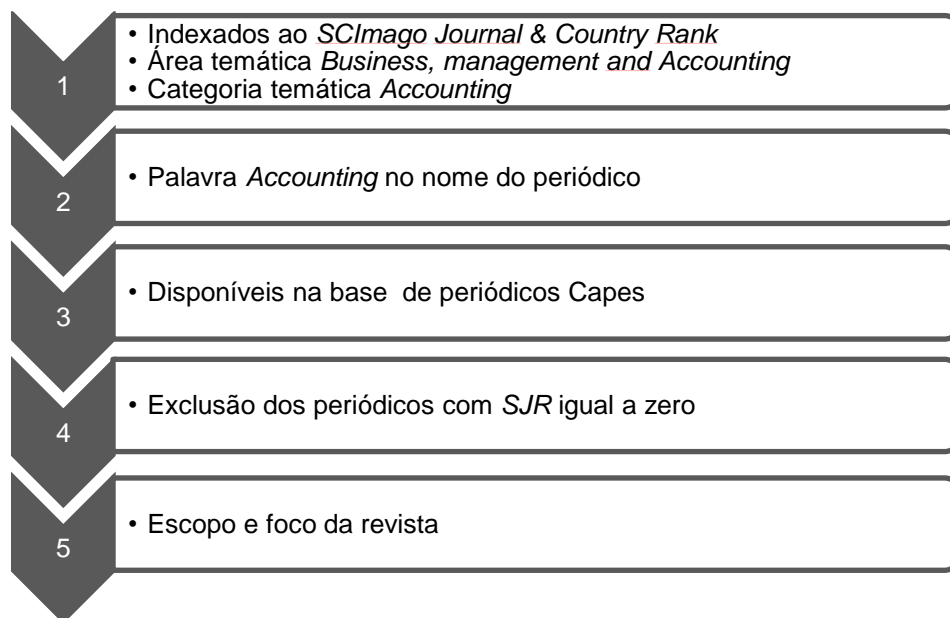 1
• Indexados ao SCImago Journal & Country Rank
• Área temática Business, management and Accounting
• Categoria temática Accounting
2
• Palavra Accounting no nome do periódico
3
• Disponíveis na base de periódicos Capes
4
• Exclusão dos periódicos com SJR igual a zero
5
• Escopo e foco da revista